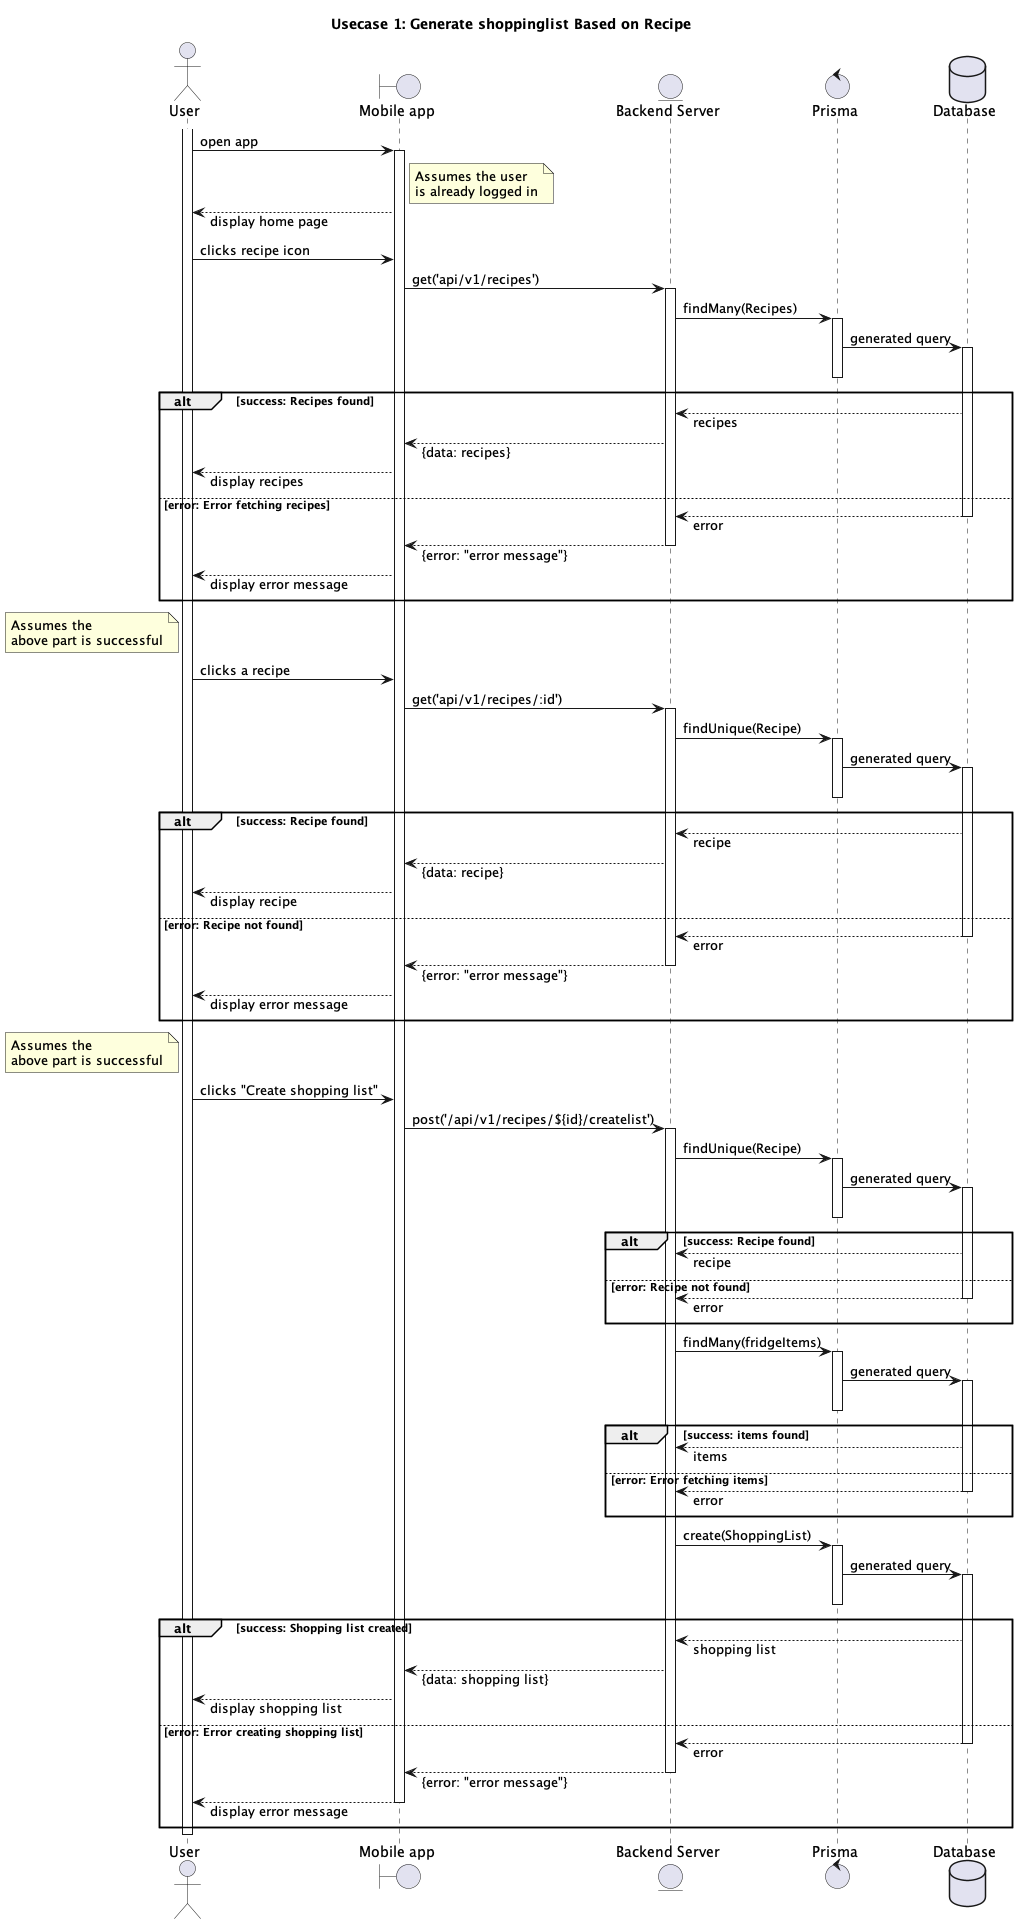 Usecase 1: Generate shoppinglist Based on Recipe
User
Mobile app
Backend Server
Prisma
Database
open app
Assumes the user
is already logged in
display home page
clicks recipe icon
get('api/v1/recipes')
findMany(Recipes)
generated query
alt
[success: Recipes found]
recipes
{data: recipes}
display recipes
[error: Error fetching recipes]
error
{error: "error message"}
display error message
Assumes the
above part is successful
clicks a recipe
get('api/v1/recipes/:id')
findUnique(Recipe)
generated query
alt
[success: Recipe found]
recipe
{data: recipe}
display recipe
[error: Recipe not found]
error
{error: "error message"}
display error message
Assumes the
above part is successful
clicks "Create shopping list"
post('/api/v1/recipes/${id}/createlist')
findUnique(Recipe)
generated query
alt
[success: Recipe found]
recipe
[error: Recipe not found]
error
findMany(fridgeItems)
generated query
alt
[success: items found]
items
[error: Error fetching items]
error
create(ShoppingList)
generated query
alt
[success: Shopping list created]
shopping list
{data: shopping list}
display shopping list
[error: Error creating shopping list]
error
{error: "error message"}
display error message
User
Mobile app
Backend Server
Prisma
Database